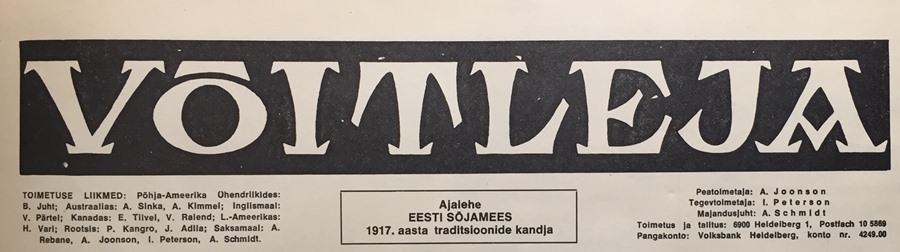 VÕITLEJA
TOIMETUSE LIIKMED: Põhja-Ameerika Ühendriikides:
B. Juht; Austraalias: A. Sinka, A. Kimmel; Inglismaal:
V. Pärtel; Kanadas: E. Tiivel, V. Raiend; L.-Ameerikas:
H. Vari; Rootsis: P. Kangro, J. Adila; Saksamaal: A.
Rebane, A. Joonson, I. Peterson, A. Schmidt.
Ajalehe
EESTI SÕJAMEES
1917. aasta traditsioonide kandja
Peatoimetaja: A. Joonson
Tegevtoimetaja: I. Peterson
Majandusjuht: A. Schmidt
Toimetus ja talitus: 6900 Heidelberg 1, Postfach 10 5869
Pangakonto: Volksbank Heidelberg, konto nr. 4249.00